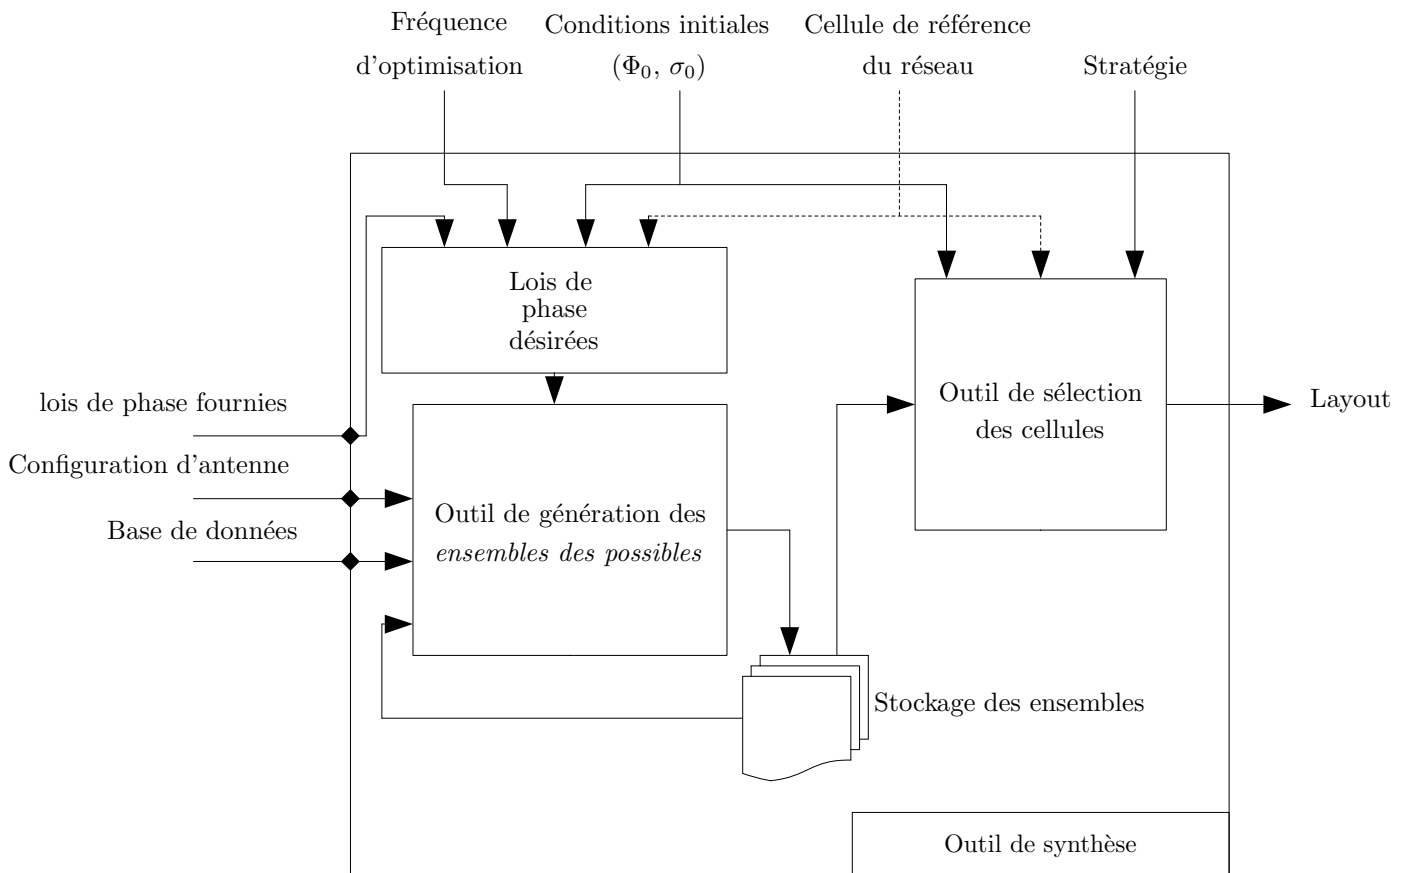 Fréquence
d'optimisation
Conditions initiales
(Φ₀, σ₀)
Cellule de référence
du réseau
Stratégie
Lois de
phase
désirées
lois de phase fournies
Configuration d'antenne
Base de données
Outil de génération des
ensembles des possibles
Outil de sélection
des cellules
Layout
Stockage des ensembles
Outil de synthèse